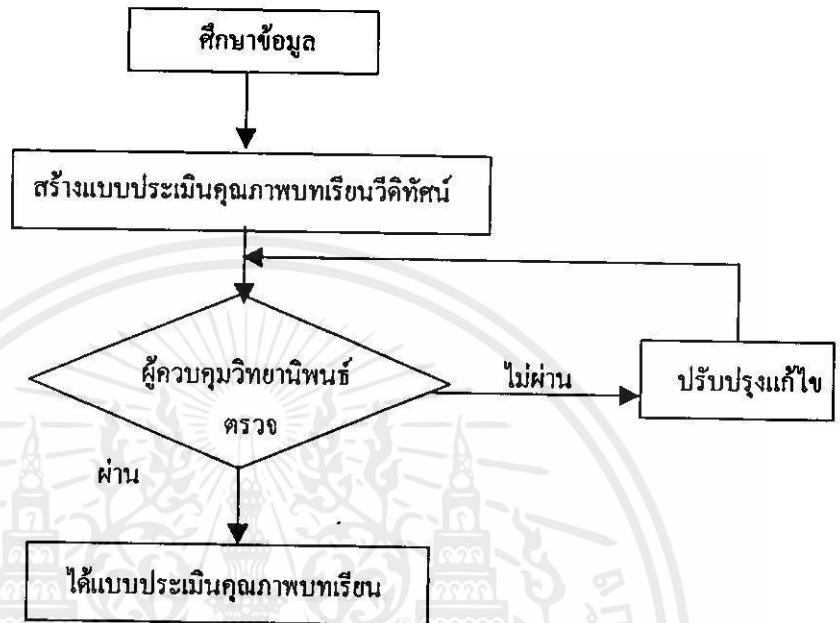 ศึกษาข้อมูล
สร้างแบบประเมินคุณภาพบทเรียนวีดิทัศน์
ผู้ควบคุมวิทยานิพนธ์
ตรวจ
ไม่ผ่าน
ปรับปรุงแก้ไข
ผ่าน
ได้แบบประเมินคุณภาพบทเรียน